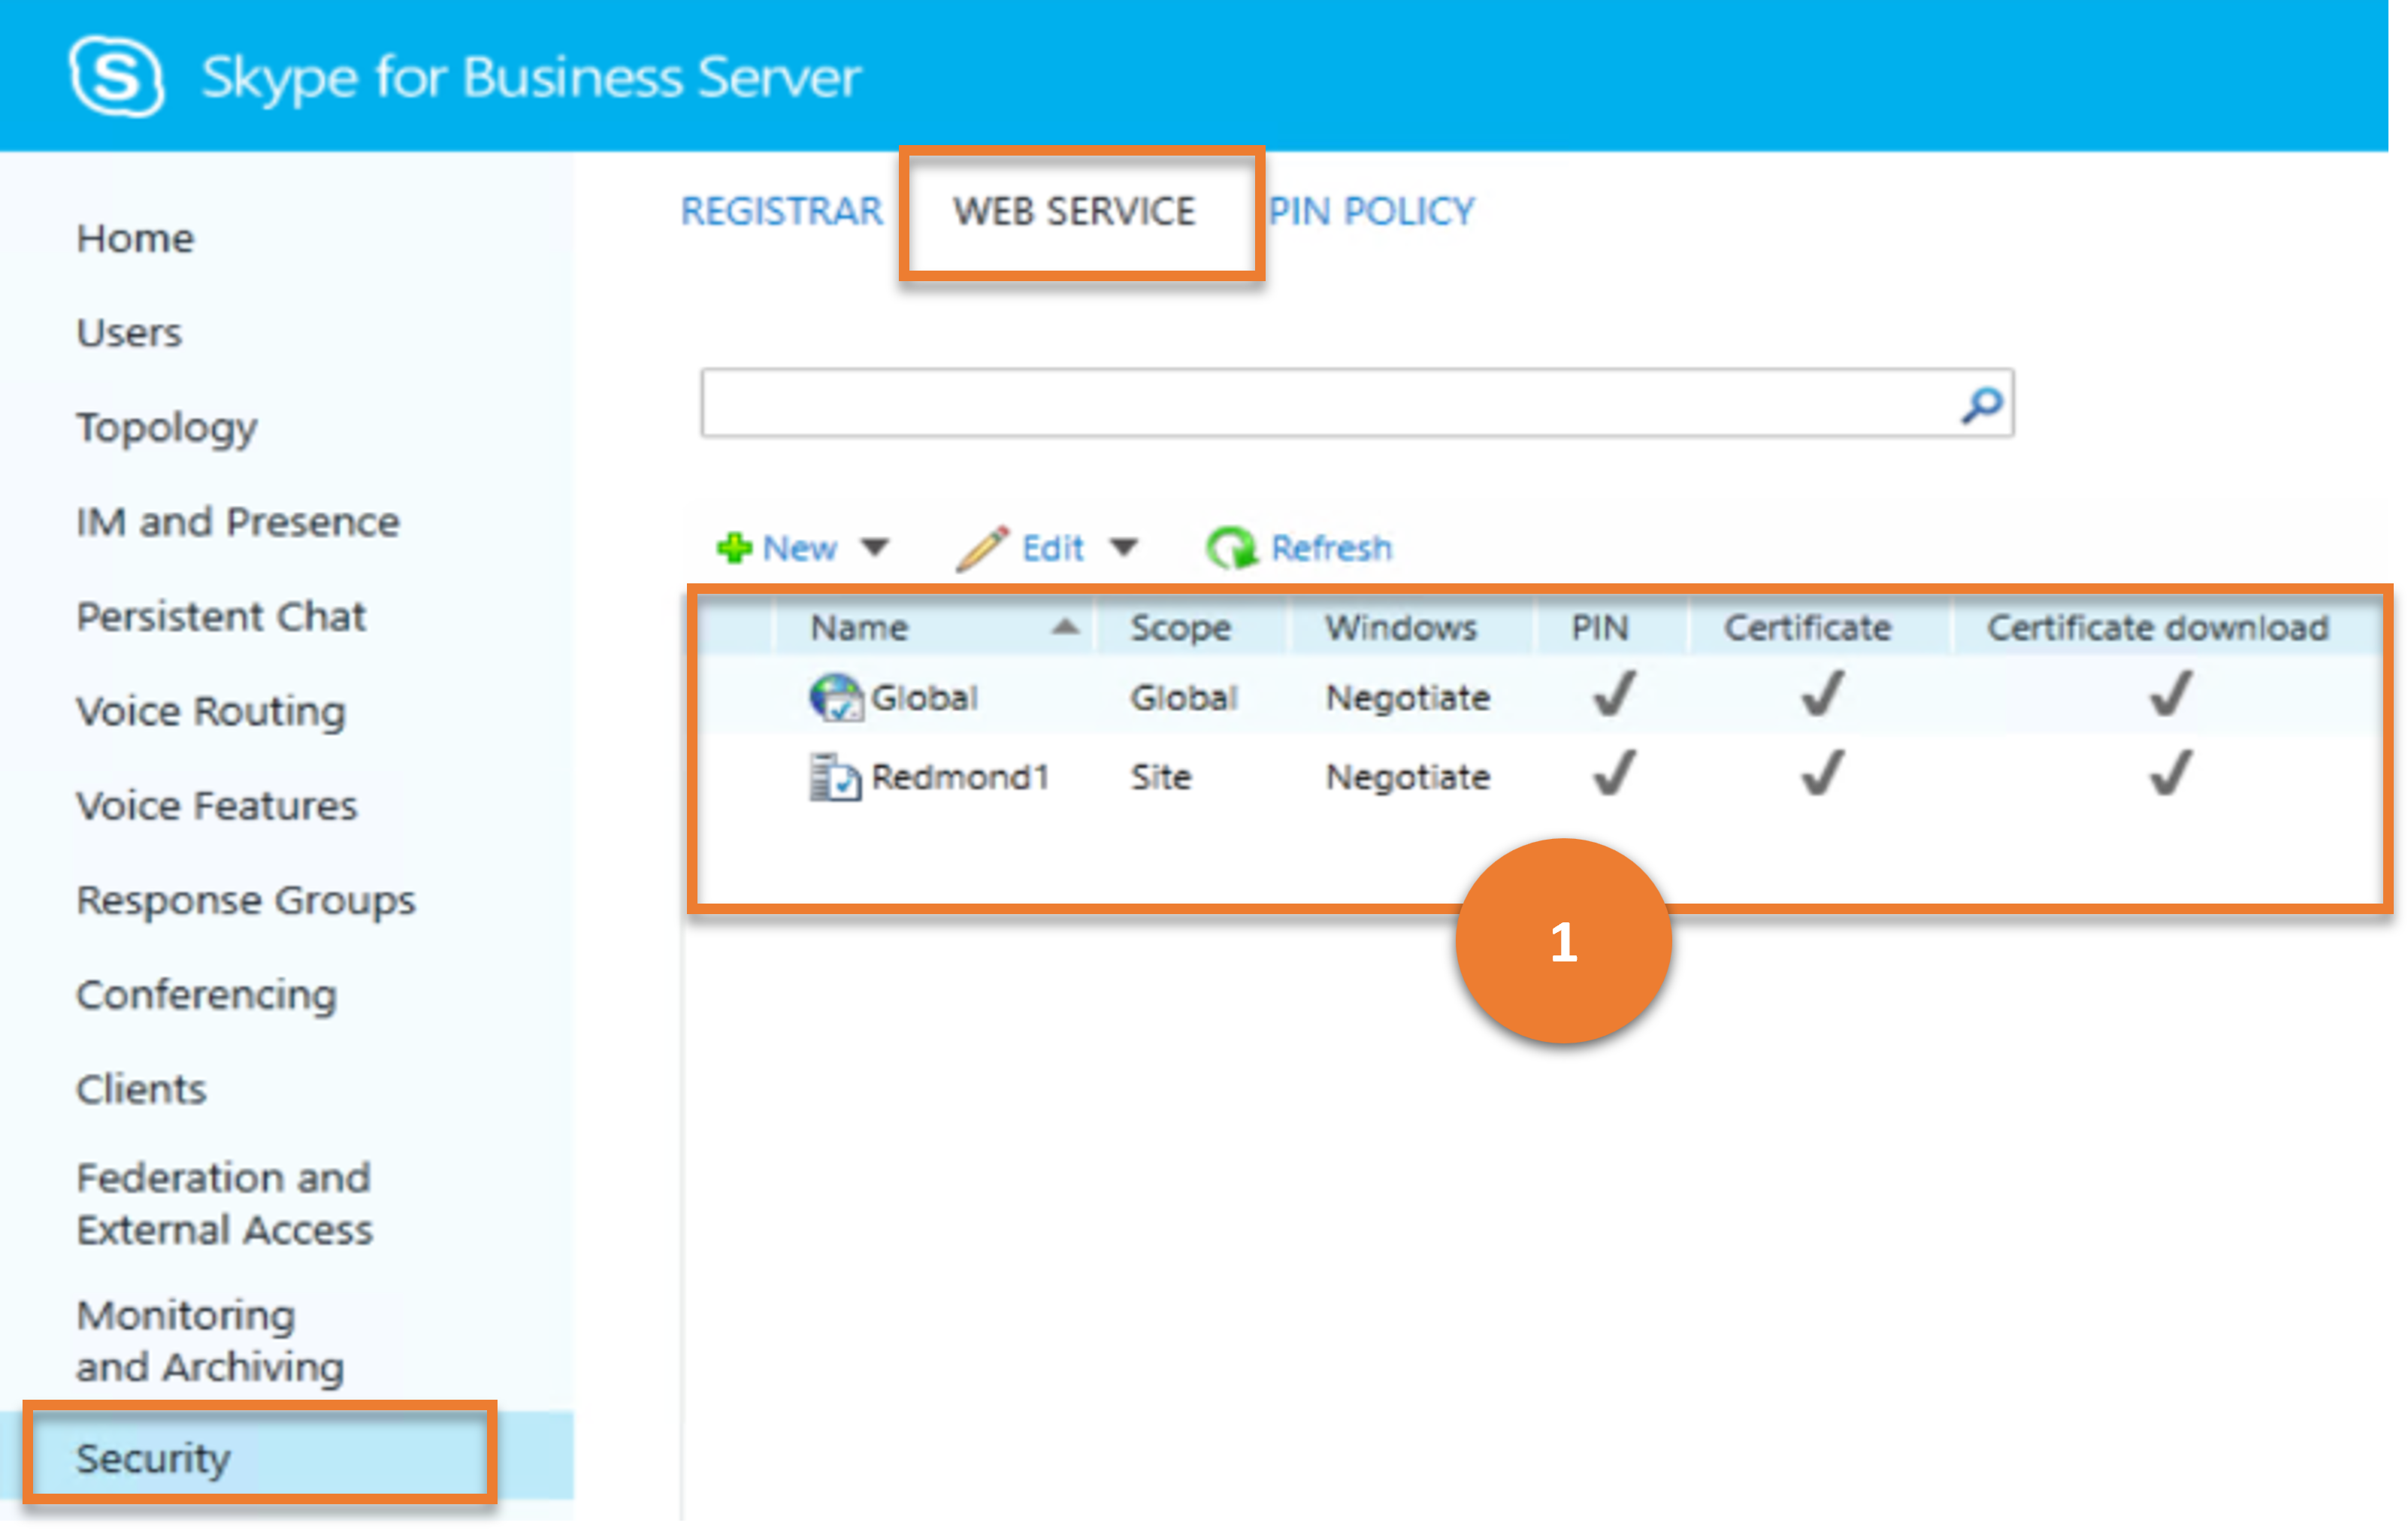 Skype for Business Server
Home
Users
Topology
IM and Presence
Persistent Chat
Voice Routing
Voice Features
Response Groups
Conferencing
Clients
Federation and
External Access
Monitoring
and Archiving
Security
REGISTRAR WEB SERVICE PIN POLICY
New Edit Refresh
Name Scope Windows PIN Certificate Certificate download
Global Global Negotiate
Redmond1 Site Negotiate
1